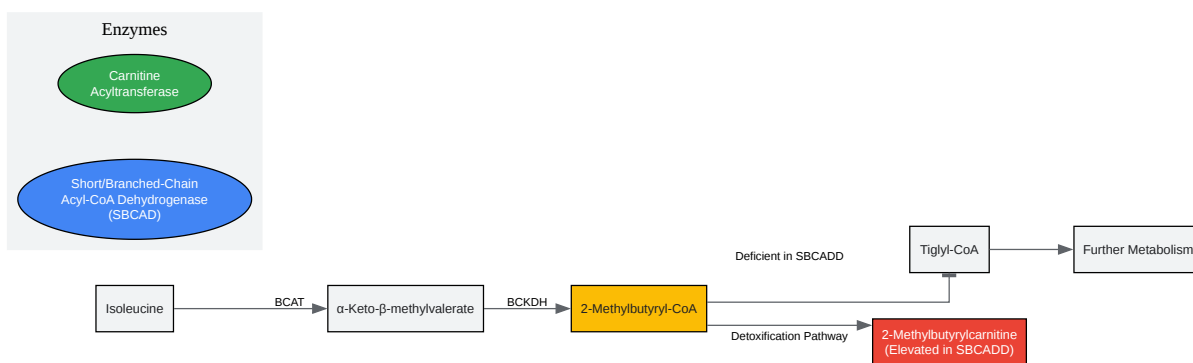 Enzymes
Carnitine
Acyltransferase
Short/Branched-Chain
Acyl-CoA Dehydrogenase
(SBCAD)
Isoleucine
BCAT
α-Keto-β-methylvalerate
BCKDH
2-Methylbutyryl-CoA
Deficient in SBCADD
Tiglyl-CoA
Further Metabolism
Detoxification Pathway
2-Methylbutyrylcarnitine
(Elevated in SBCADD)